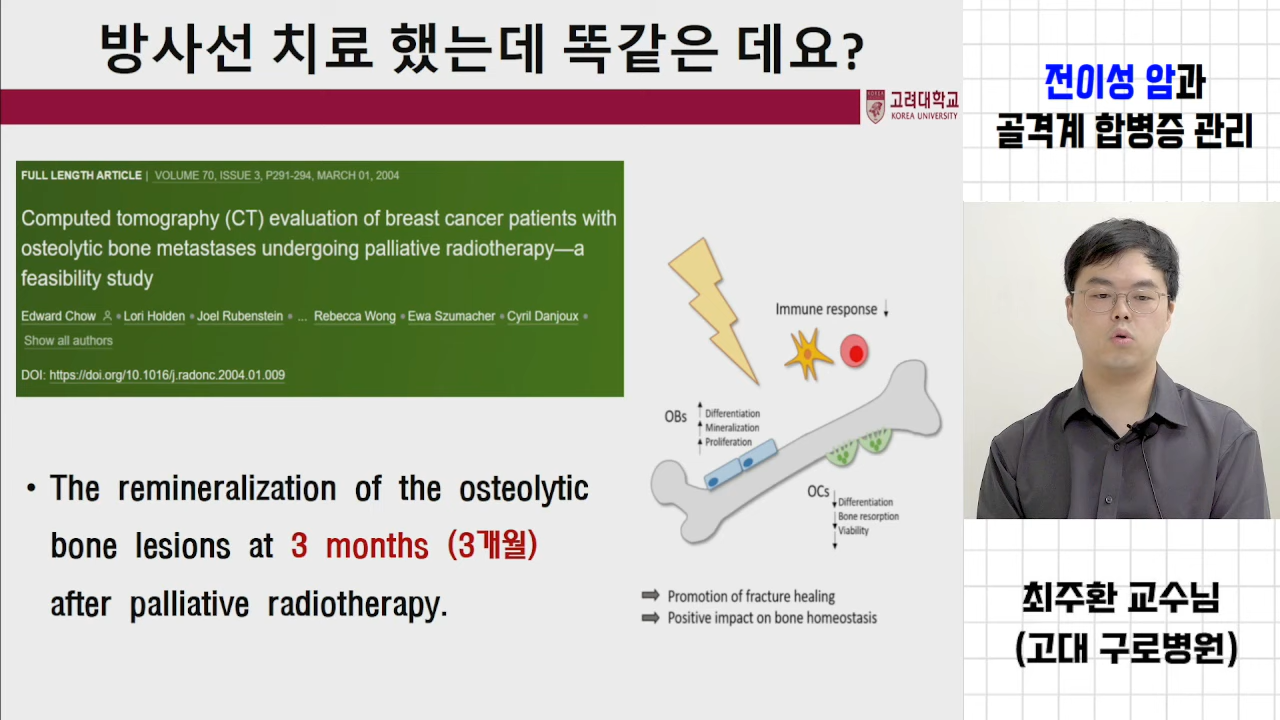 방사선 치료 했는데 똑같은 데요?
고려대학교
KOREA UNIVERSITY
FULL LENGTH ARTICLE | VOLUME 70, ISSUE 3, P291-294, MARCH 01, 2004
Computed tomography (CT) evaluation of breast cancer patients with
osteolytic bone metastases undergoing palliative radiotherapy—a
feasibility study
Edward Chow • Lori Holden • Joel Rubenstein • ... Rebecca Wong • Ewa Szumacher • Cyril Danjoux •
Show all authors
DOI: https://doi.org/10.1016/j.radonc.2004.01.009
• The remineralization of the osteolytic
bone lesions at 3 months (3개월)
after palliative radiotherapy.
Immune response ↓
OBs
Differentiation
Mineralization
Proliferation
OCs
Differentiation
Bone resorption
Viability
Promotion of fracture healing
Positive impact on bone homeostasis
전이성 암과
골격계 합병증 관리
최주환 교수님
(고대 구로병원)